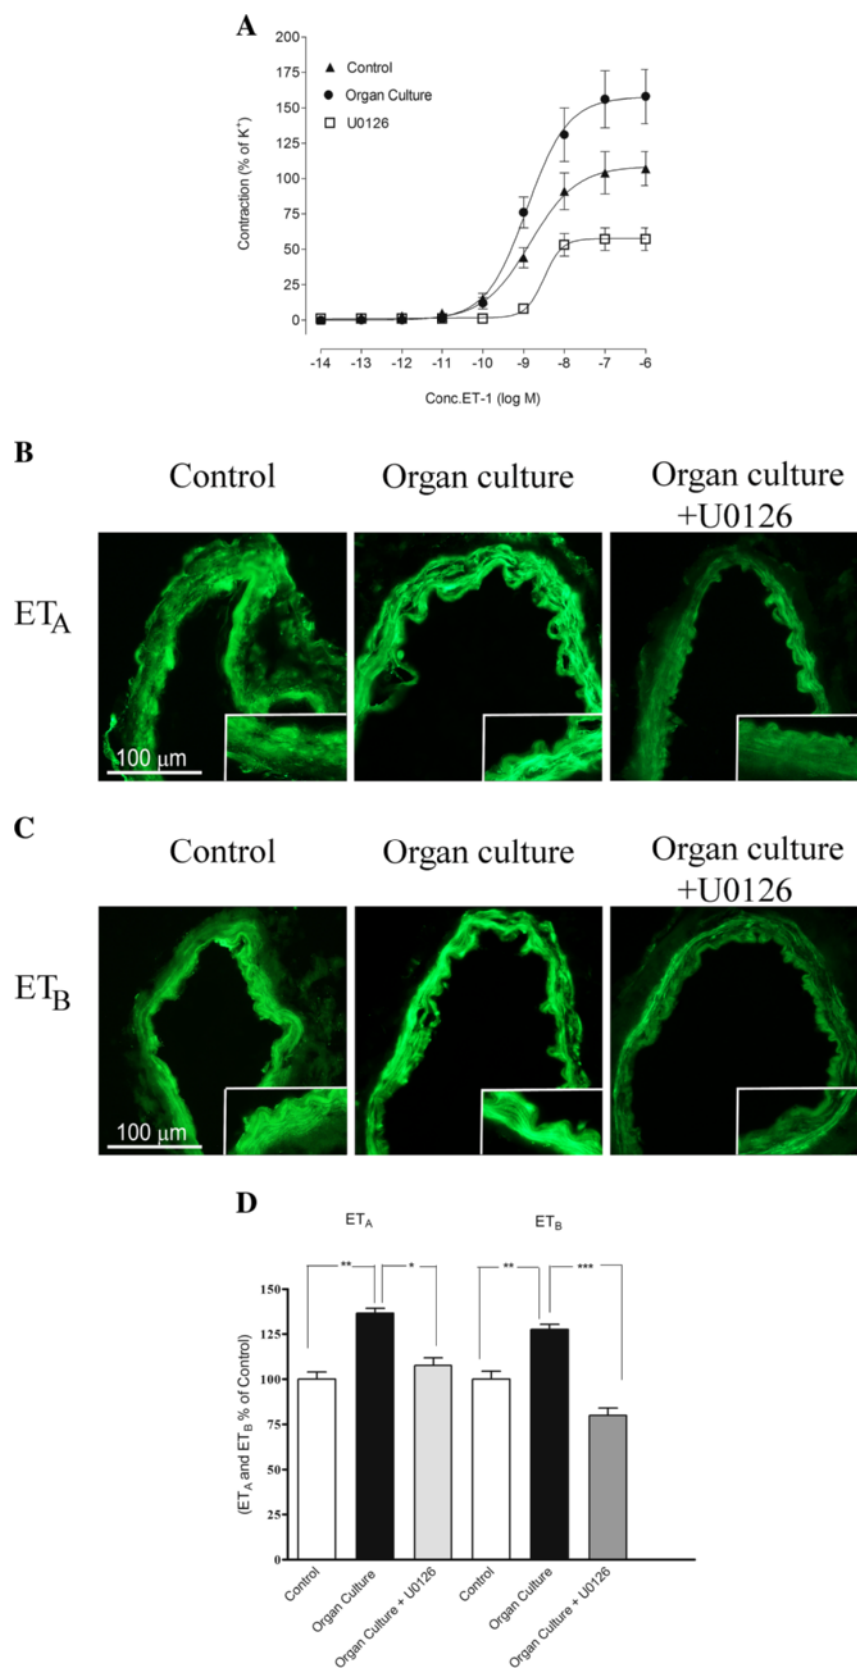 A
200
175
150
125
100
75
50
25
0
Contraction (% of K⁺)
Control
Organ Culture
U0126
-14 -13 -12 -11 -10 -9 -8 -7 -6
Conc.ET-1 (log M)
B
Control Organ culture Organ culture
+U0126
ETA
100 µm
C
Control Organ culture Organ culture
+U0126
ETB
100 µm
D
ETA ETB
** * ** ***
150
125
100
75
50
25
0
(ETA and ETB % of Control)
Control
Organ Culture
Organ Culture + U0126
Control
Organ Culture
Organ Culture + U0126